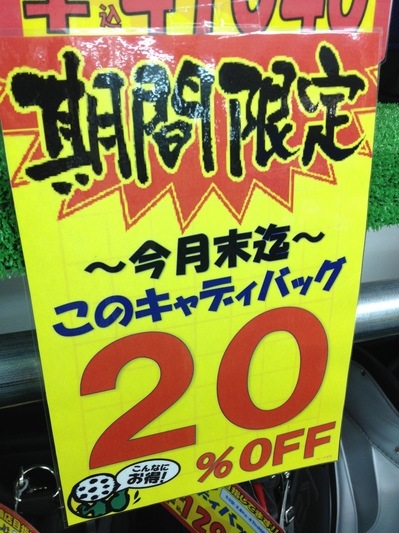 期間限定
～今月末迄～
このキャディバッグ
20
%OFF
こんなに
お得!